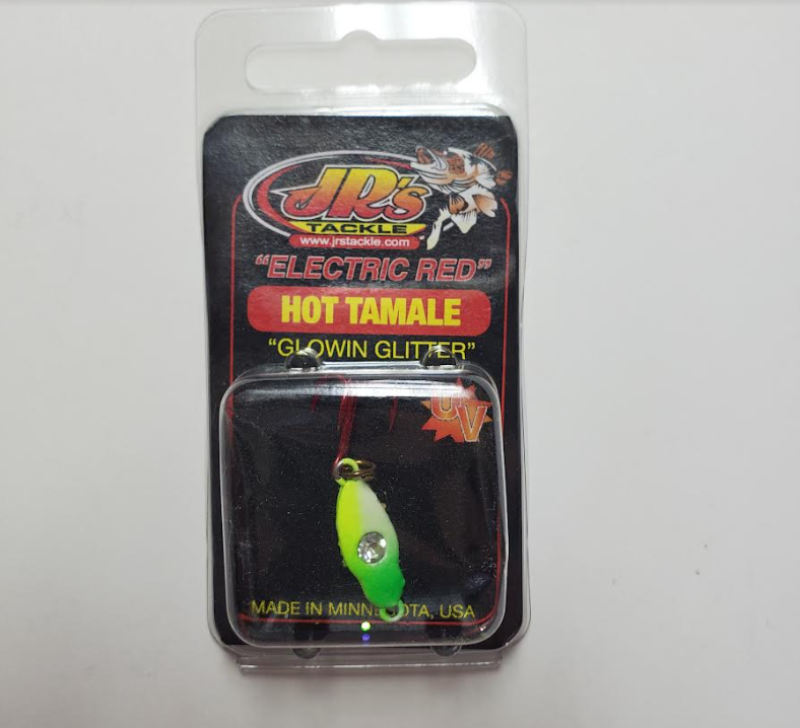 JR's
TACKLE
www.jrstackle.com
"ELECTRIC RED"
HOT TAMALE
"GLOWIN GLITTER"
UV
MADE IN MINNESOTA, USA